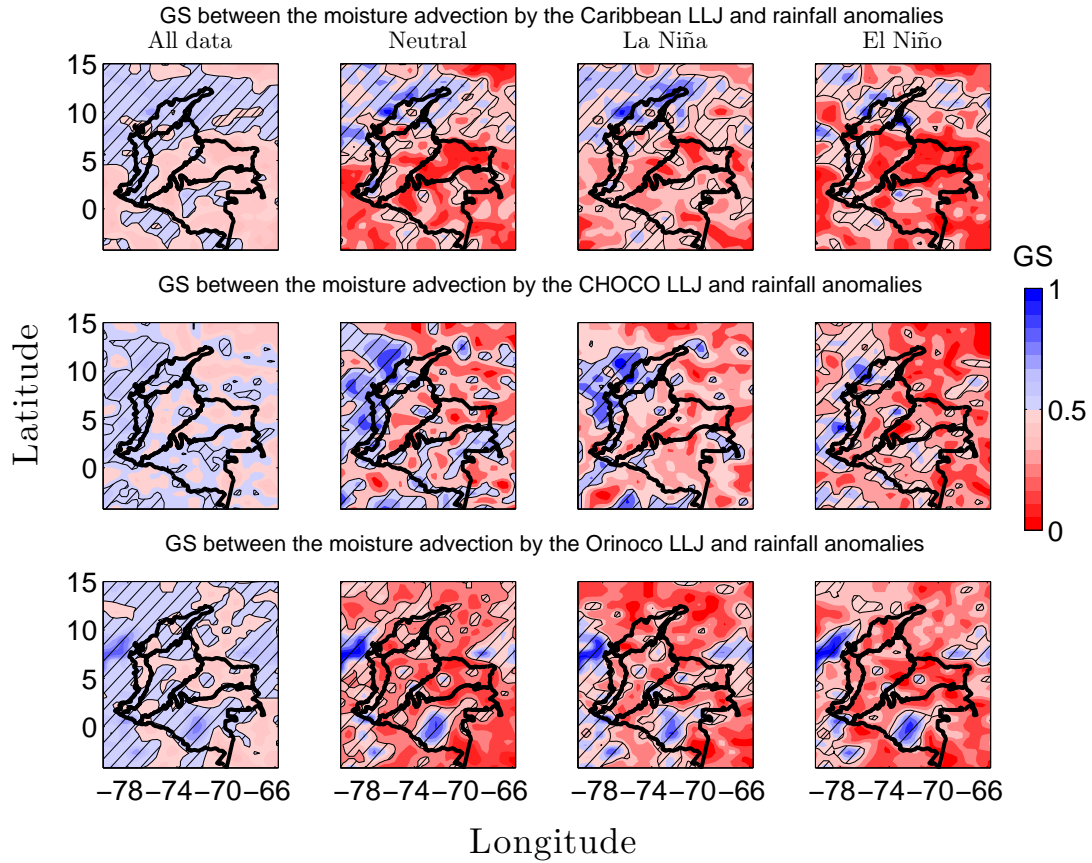 GS between the moisture advection by the Caribbean LLJ and rainfall anomalies
All data Neutral La Niña El Niño
15
10
5
0
GS between the moisture advection by the CHOCO LLJ and rainfall anomalies
15
10
5
0
GS
1
0.5
0
Latitude
GS between the moisture advection by the Orinoco LLJ and rainfall anomalies
15
10
5
0
−78−74−70−66 −78−74−70−66 −78−74−70−66 −78−74−70−66
Longitude